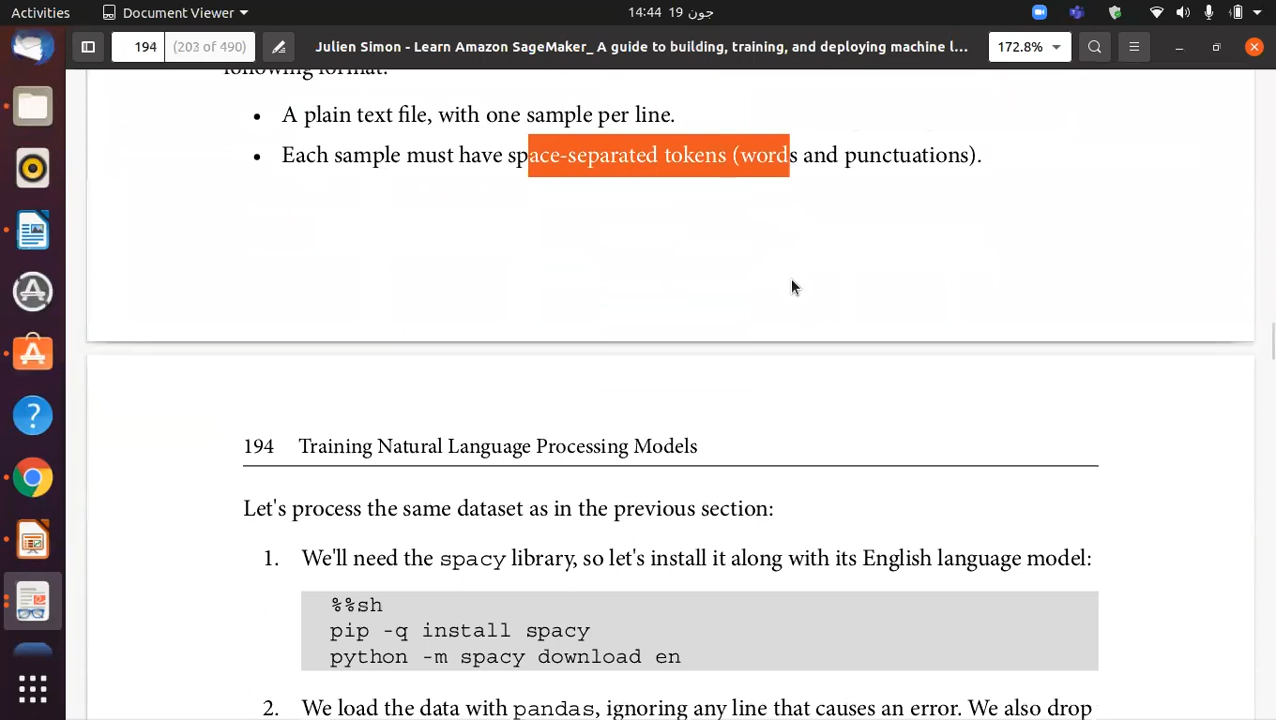 Activities
Document Viewer
14:44 19 جون
194
(203 of 490)
Julien Simon - Learn Amazon SageMaker_ A guide to building, training, and deploying machine l...
172.8%
following format:
• A plain text file, with one sample per line.
• Each sample must have space-separated tokens (words and punctuations).
194 Training Natural Language Processing Models
Let's process the same dataset as in the previous section:
1. We'll need the spacy library, so let's install it along with its English language model:
%%sh
pip -q install spacy
python -m spacy download en
2. We load the data with pandas, ignoring any line that causes an error. We also drop